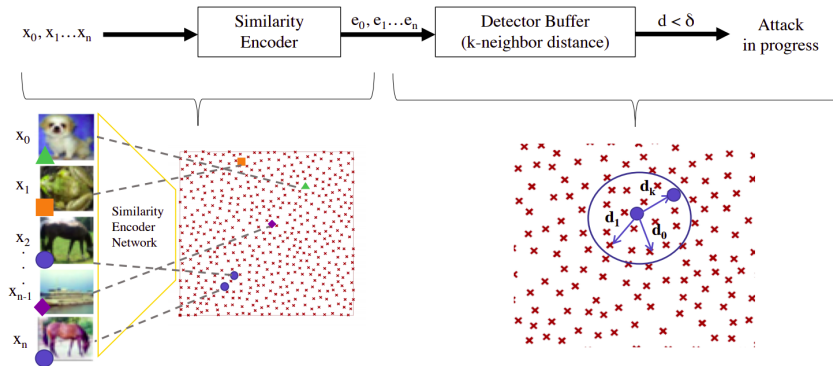 x0, x1…xn
Similarity
Encoder
e0, e1…en
Detector Buffer
(k-neighbor distance)
d < δ
Attack
in progress
x0
x1
x2
xn-1
xn
Similarity
Encoder
Network
dk
d1
d0